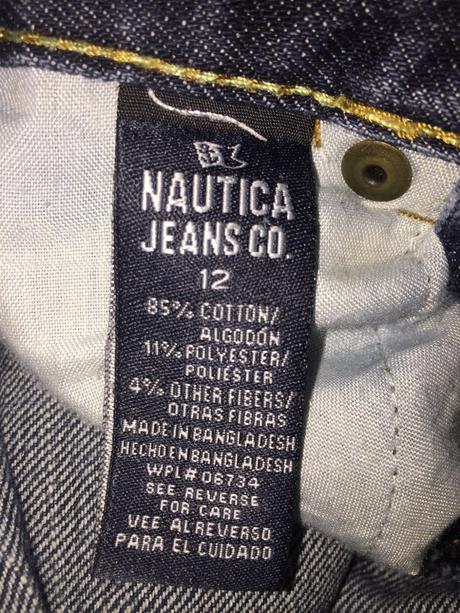 NAUTICA
JEANS CO.
12
85% COTTON/
ALGODÓN
11% POLYESTER/
POLIÉSTER
4% OTHER FIBERS/
OTRAS FIBRAS
MADE IN BANGLADESH
HECHO EN BANGLADESH
WPL# 06734
SEE REVERSE
FOR CARE
VEE AL REVERSO
PARA EL CUIDADO